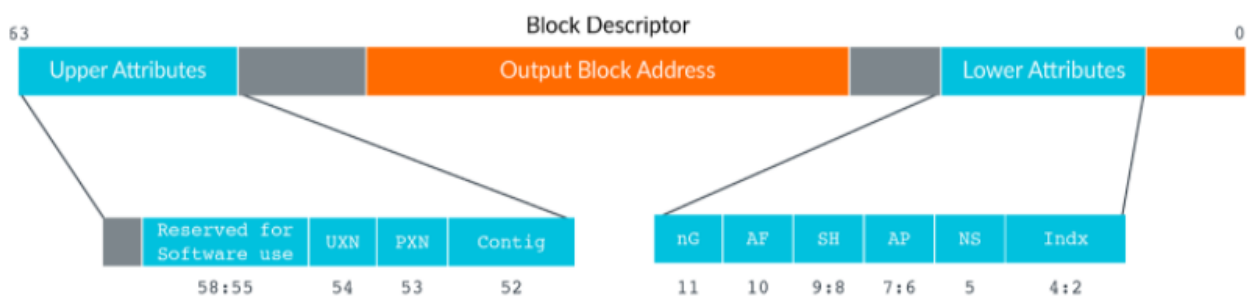 Block Descriptor
63 0
Upper Attributes Output Block Address Lower Attributes
Reserved for
Software use UXN PXN Contig nG AF SH AP NS Indx
58:55 54 53 52 11 10 9:8 7:6 5 4:2